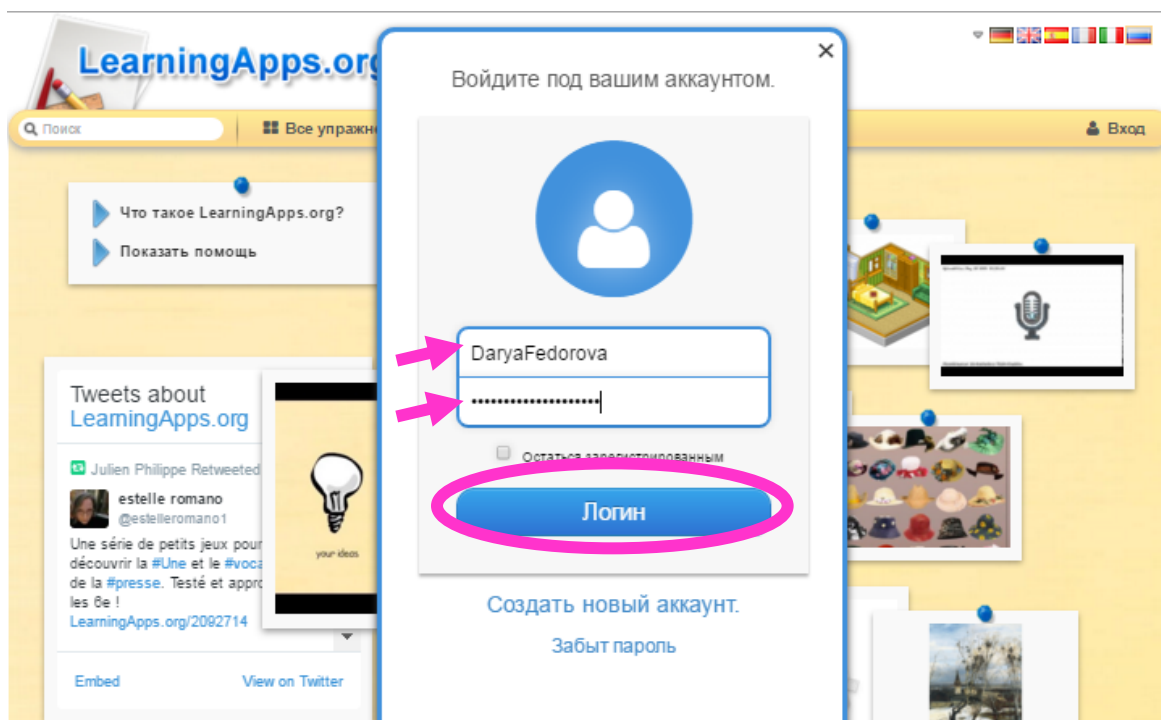 LearningApps.org
Поиск
Все упражне
Вход
Что такое LearningApps.org?
Показать помощь
Войдите под вашим аккаунтом.
DaryaFedorova
••••••••••••••••••••
Остаться зарегистрированным
Логин
Создать новый аккаунт.
Забыт пароль
Tweets about
LearningApps.org
Julien Philippe Retweeted
estelle romano
@estelleromano1
Une série de petits jeux pour
découvrir la #Une et le #voca
de la #presse. Testé et appro
les 6e !
LearningApps.org/2092714
Embed
View on Twitter
your ideas